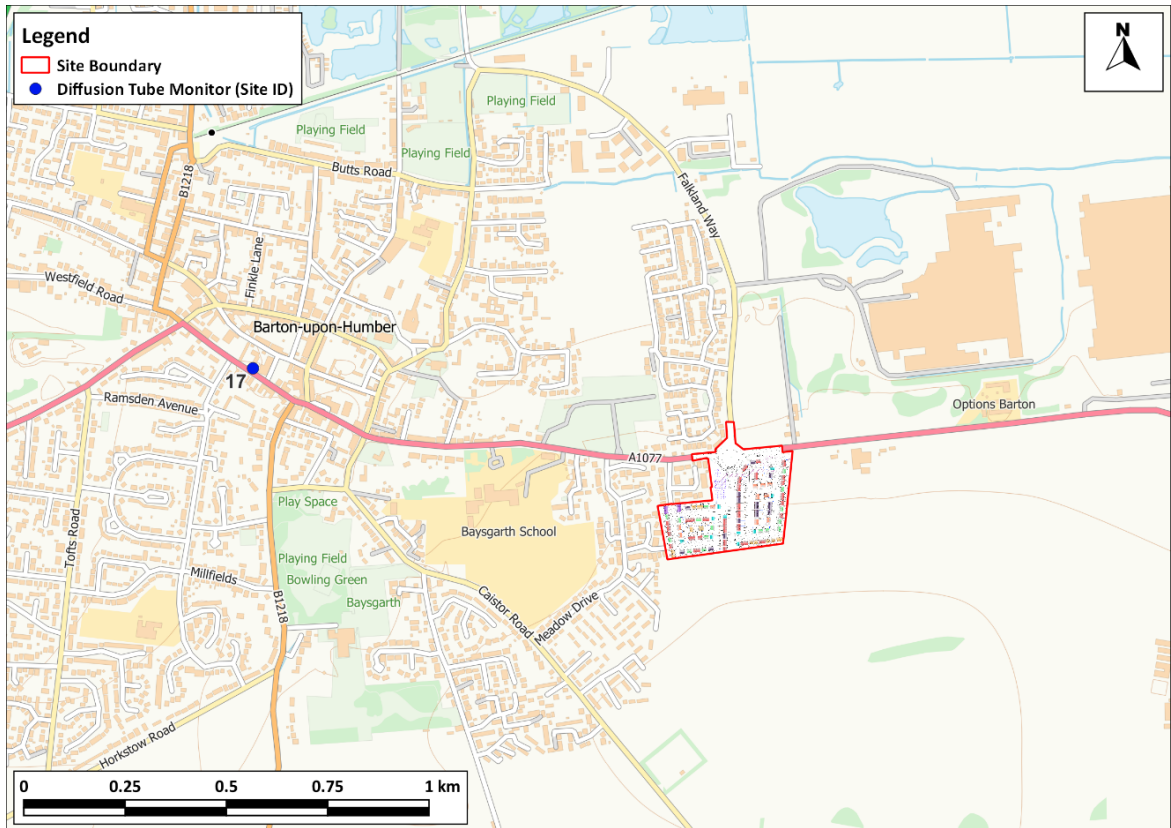 Legend
Site Boundary
Diffusion Tube Monitor (Site ID)
N
Playing Field
Playing Field
Playing Field
B1218
Butts Road
Falkland Way
Finkle Lane
Westfield Road
Barton-upon-Humber
17
Ramsden Avenue
Options Barton
A1077
Play Space
Baysgarth School
Tofts Road
Playing Field
Bowling Green
Millfields
Baysgarth
B1218
Caistor Road
Meadow Drive
Horkstow Road
0 0.25 0.5 0.75 1 km